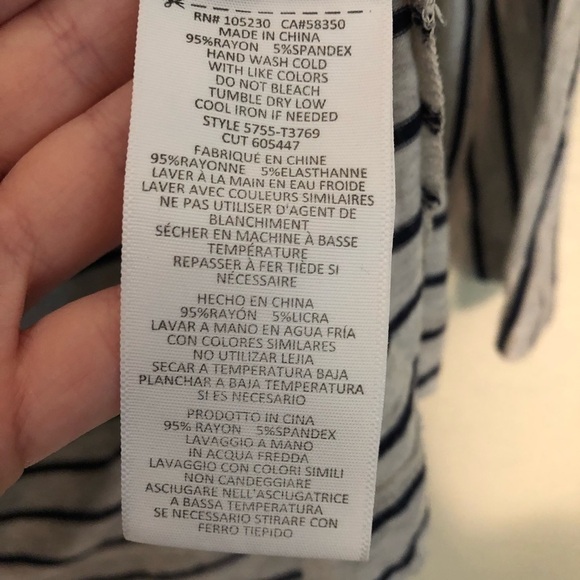 RN# 105230 CA#58350
MADE IN CHINA
95%RAYON 5%SPANDEX
HAND WASH COLD
WITH LIKE COLORS
DO NOT BLEACH
TUMBLE DRY LOW
COOL IRON IF NEEDED
STYLE 5755-T3769
CUT 605447
FABRIQUÉ EN CHINE
95%RAYONNE 5%ELASTHANNE
LAVER À LA MAIN EN EAU FROIDE
LAVER AVEC COULEURS SIMILAIRES
NE PAS UTILISER D'AGENT DE
BLANCHIMENT
SÉCHER EN MACHINE À BASSE
TEMPÉRATURE
REPASSER À FER TIÈDE SI
NÉCESSAIRE
HECHO EN CHINA
95%RAYÓN 5%LICRA
LAVAR A MANO EN AGUA FRÍA
CON COLORES SIMILARES
NO UTILIZAR LEJIA
SECAR A TEMPERATURA BAJA
PLANCHAR A BAJA TEMPERATURA
SI ES NECESARIO
PRODOTTO IN CINA
95% RAYON 5%SPANDEX
LAVAGGIO A MANO
IN ACQUA FREDDA
LAVAGGIO CON COLORI SIMILI
NON CANDEGGIARE
ASCIUGARE NELL'ASCIUGATRICE
A BASSA TEMPERATURA
SE NECESSARIO STIRARE CON
FERRO TIEPIDO